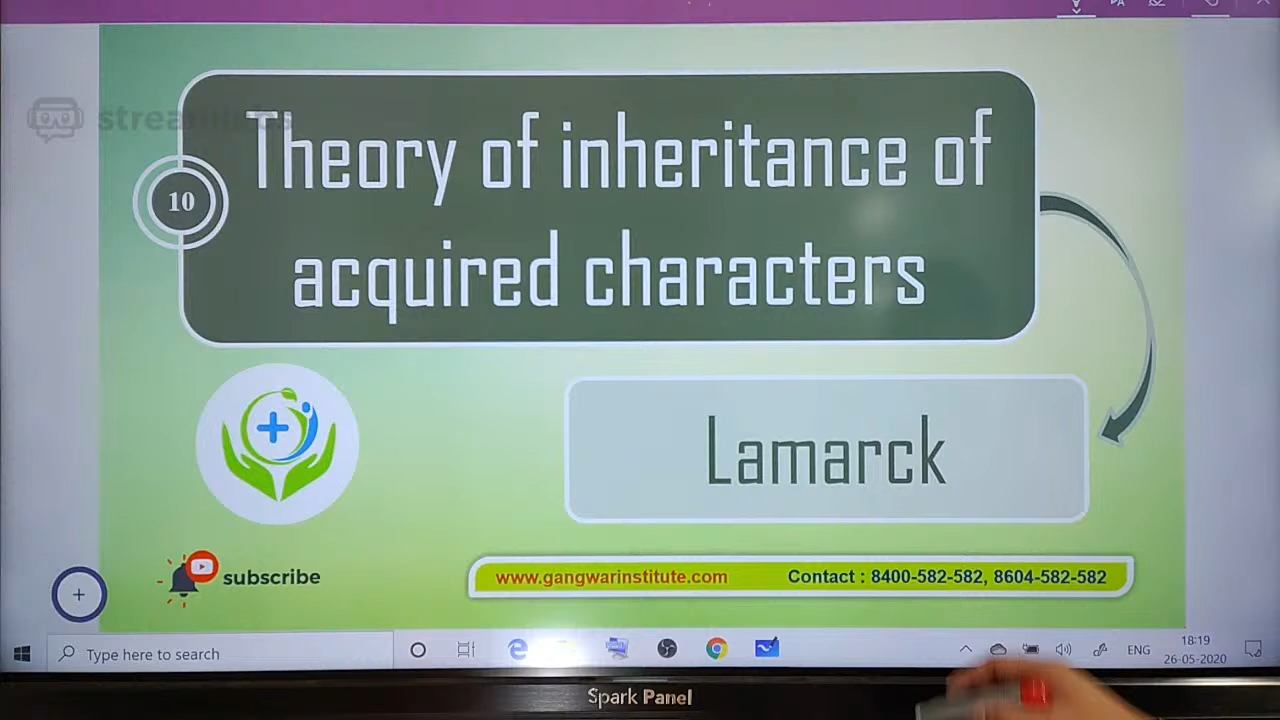 streamlabs
Theory of inheritance of
10
acquired characters
Lamarck
subscribe
www.gangwarinstitute.com Contact : 8400-582-582, 8604-582-582
Type here to search
ENG
18:19
26-05-2020
Spark Panel